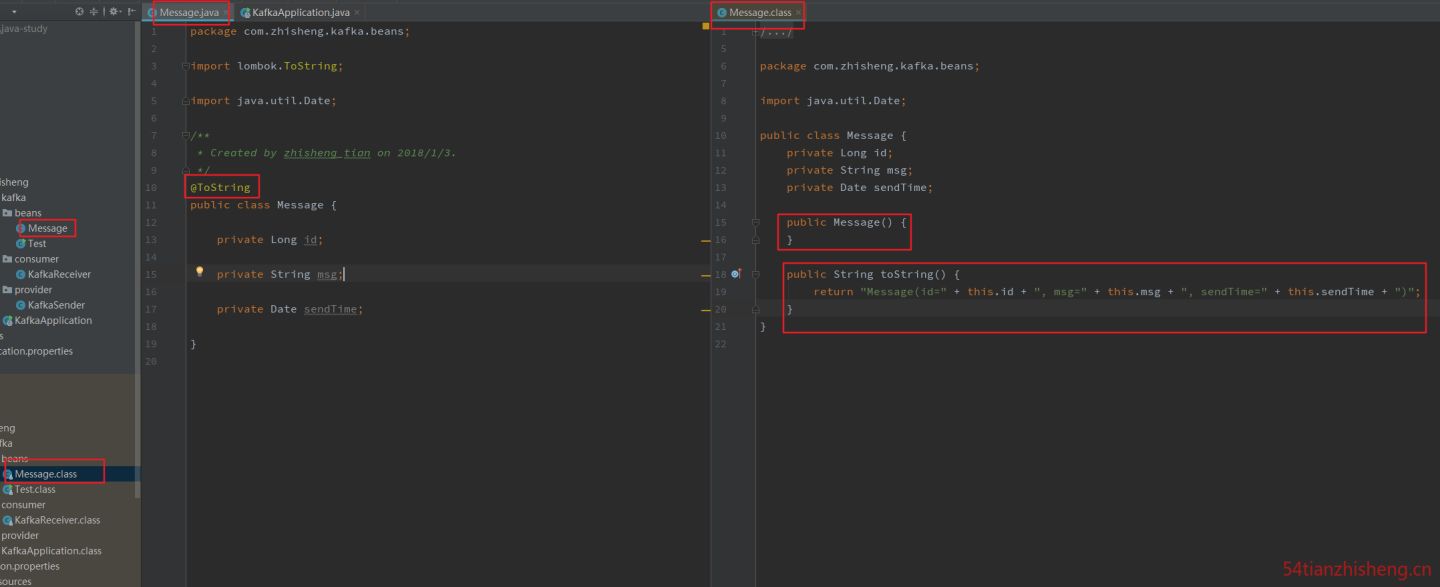 java-study
isheng
kafka
beans
Message
Test
consumer
KafkaReceiver
provider
KafkaSender
KafkaApplication
s
cation.properties
eng
fka
beans
Message.class
Test.class
consumer
KafkaReceiver.class
provider
KafkaApplication.class
on.properties
sources
Message.java
KafkaApplication.java
1 package com.zhisheng.kafka.beans;
2
3 import lombok.ToString;
4
5 import java.util.Date;
6
7 /**
8 * Created by zhisheng_tian on 2018/1/3.
9 */
10 @ToString
11 public class Message {
12
13 private Long id;
14
15 private String msg;
16
17 private Date sendTime;
18
19 }
20
Message.class
1 /.../
5
6 package com.zhisheng.kafka.beans;
7
8 import java.util.Date;
9
10 public class Message {
11 private Long id;
12 private String msg;
13 private Date sendTime;
14
15 public Message() {
16 }
17
18 public String toString() {
19 return "Message(id=" + this.id + ", msg=" + this.msg + ", sendTime=" + this.sendTime + ")";
20 }
21 }
22
54tianzhisheng.cn